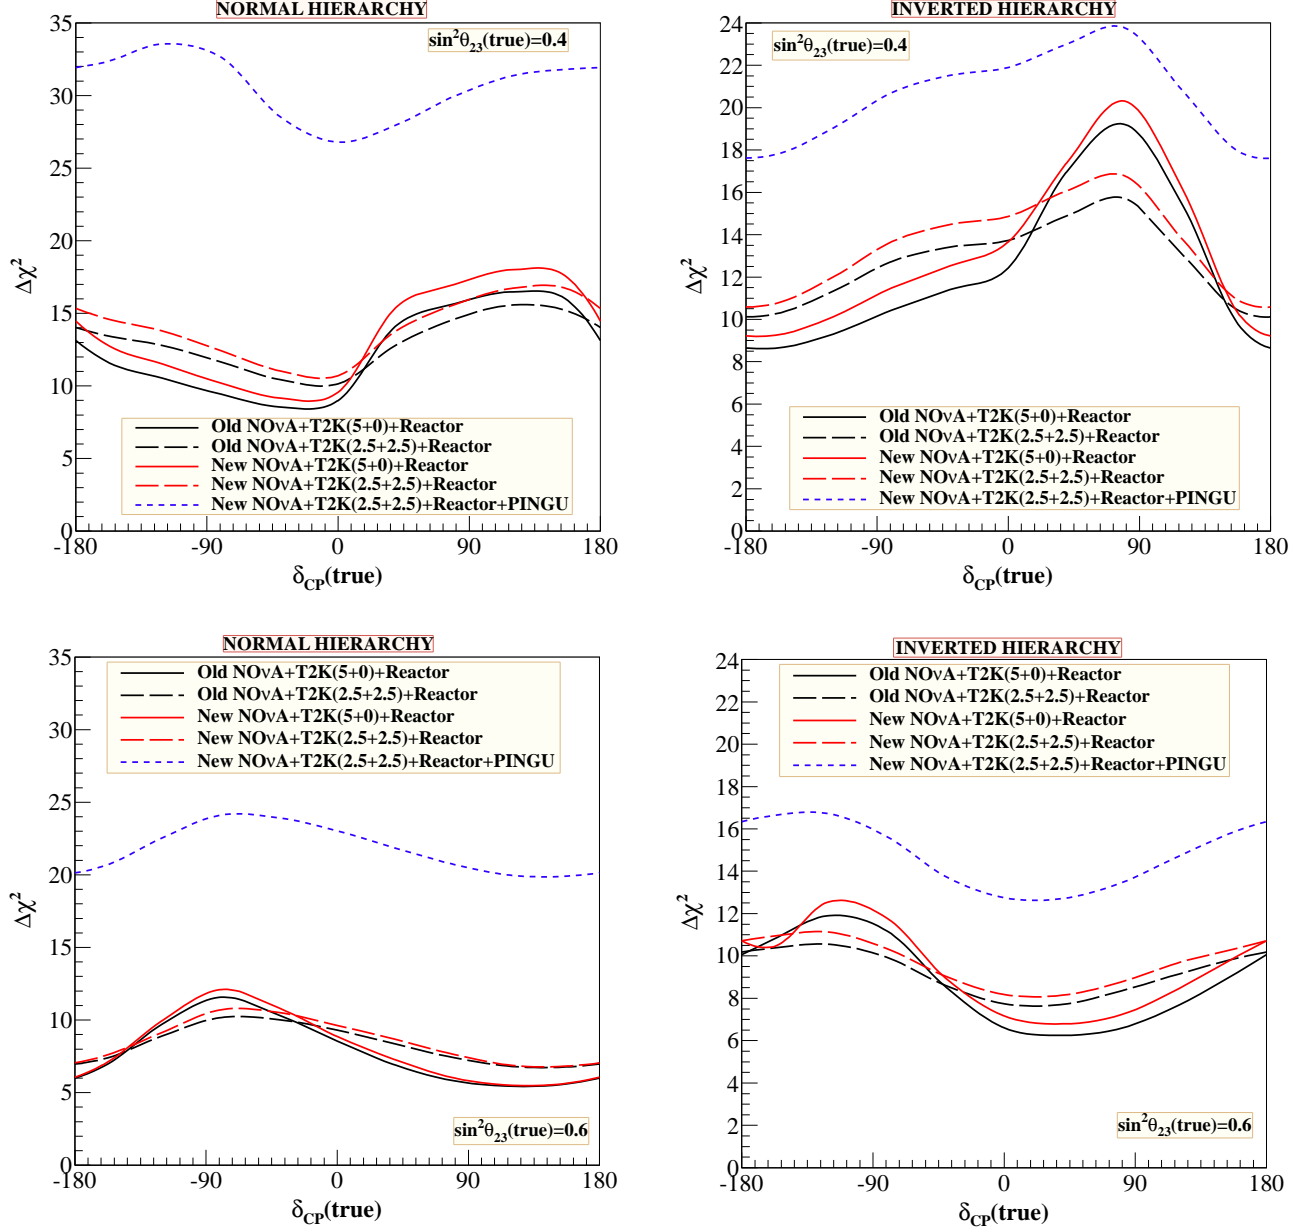 NORMAL HIERARCHY
sin²θ₂₃(true)=0.4
35
30
25
20
15
10
5
0
Δχ²
Old NOνA+T2K(5+0)+Reactor
Old NOνA+T2K(2.5+2.5)+Reactor
New NOνA+T2K(5+0)+Reactor
New NOνA+T2K(2.5+2.5)+Reactor
New NOνA+T2K(2.5+2.5)+Reactor+PINGU
-180 -90 0 90 180
δ_CP(true)
INVERTED HIERARCHY
sin²θ₂₃(true)=0.4
24
22
20
18
16
14
12
10
8
6
4
2
0
Δχ²
Old NOνA+T2K(5+0)+Reactor
Old NOνA+T2K(2.5+2.5)+Reactor
New NOνA+T2K(5+0)+Reactor
New NOνA+T2K(2.5+2.5)+Reactor
New NOνA+T2K(2.5+2.5)+Reactor+PINGU
-180 -90 0 90 180
δ_CP(true)
NORMAL HIERARCHY
35
30
25
20
15
10
5
0
Δχ²
Old NOνA+T2K(5+0)+Reactor
Old NOνA+T2K(2.5+2.5)+Reactor
New NOνA+T2K(5+0)+Reactor
New NOνA+T2K(2.5+2.5)+Reactor
New NOνA+T2K(2.5+2.5)+Reactor+PINGU
sin²θ₂₃(true)=0.6
-180 -90 0 90 180
δ_CP(true)
INVERTED HIERARCHY
24
22
20
18
16
14
12
10
8
6
4
2
0
Δχ²
Old NOνA+T2K(5+0)+Reactor
Old NOνA+T2K(2.5+2.5)+Reactor
New NOνA+T2K(5+0)+Reactor
New NOνA+T2K(2.5+2.5)+Reactor
New NOνA+T2K(2.5+2.5)+Reactor+PINGU
sin²θ₂₃(true)=0.6
-180 -90 0 90 180
δ_CP(true)